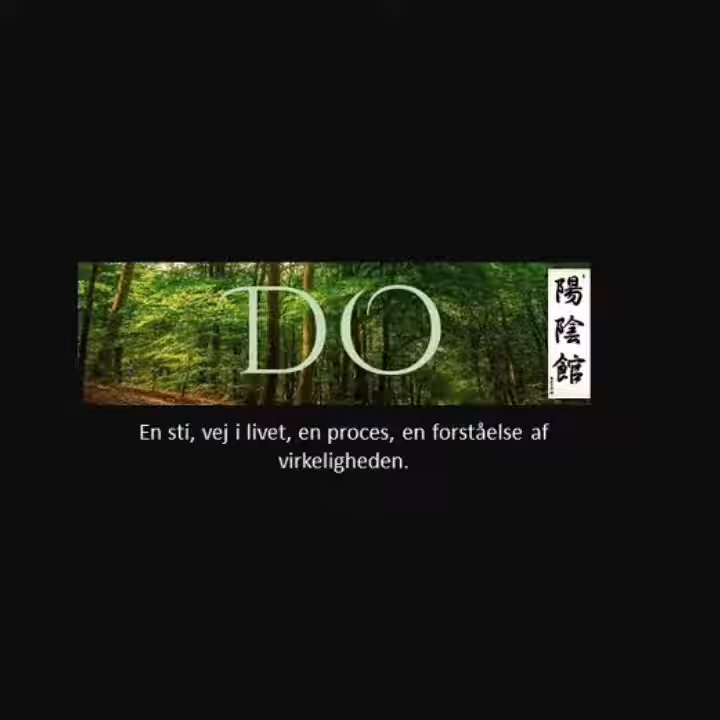 DO
陽陰館
En sti, vej i livet, en proces, en forståelse af
virkeligheden.